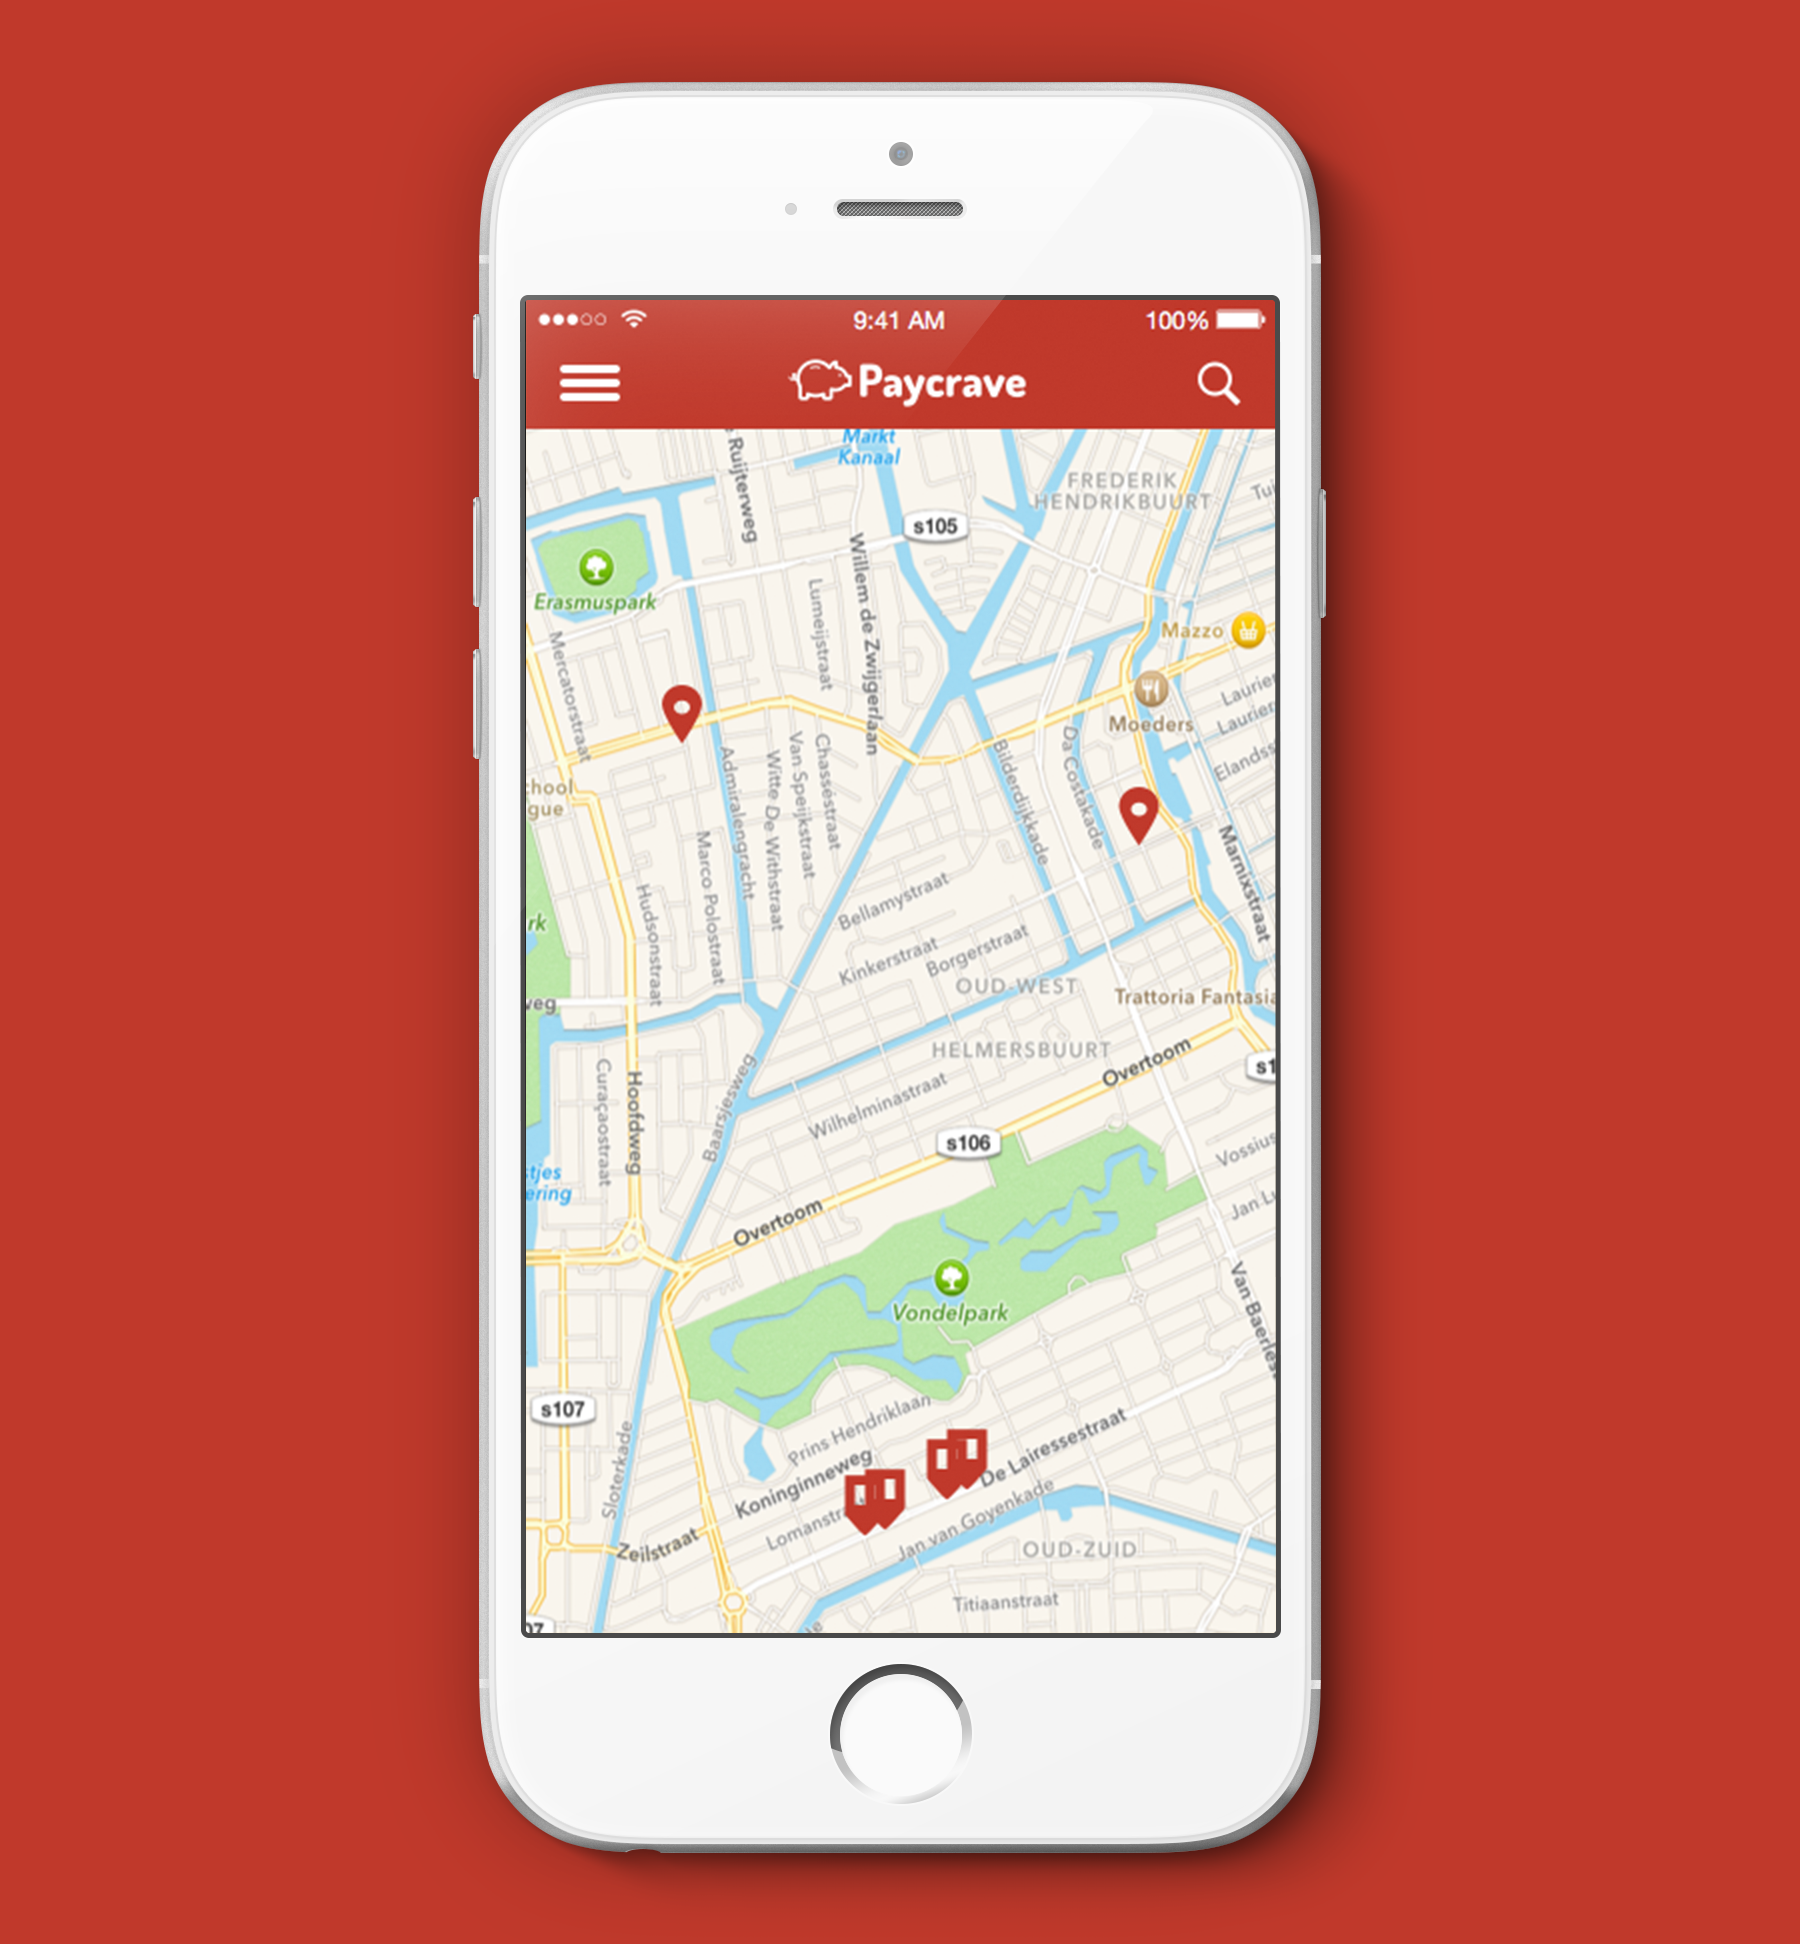 9:41 AM
100%
Paycrave
Markt
Kanaal
Ruijterweg
FREDERIK
HENDRIKBUURT
s105
Willem de Zwijgerlaan
Lumeijstraat
Erasmuspark
Mercatorstraat
Mazzo
Moeders
Laurier
Laurier
Elandss
Da Costakade
Bilderdijkkade
Chasséstraat
Van Speijkstraat
Witte De Withstraat
Admiralengracht
Marco Polostraat
Hudsonstraat
Marnixstraat
hool
gue
Bellamystraat
Kinkerstraat
Borgerstraat
rk
OUD-WEST
Trattoria Fantasia
weg
HELMERSBUURT
Overtoom
s1
Curaçaostraat
Hoofdweg
Baarsjesweg
Wilhelminastraat
s106
Vossius
tjes
ering
Jan Lu
Overtoom
Vondelpark
Van Baerlest
s107
Prins Hendriklaan
Koninginneweg
De Lairessestraat
Sloterkade
Lomanstr
Jan van Goyenkade
Zeilstraat
OUD-ZUID
Titiaanstraat
07